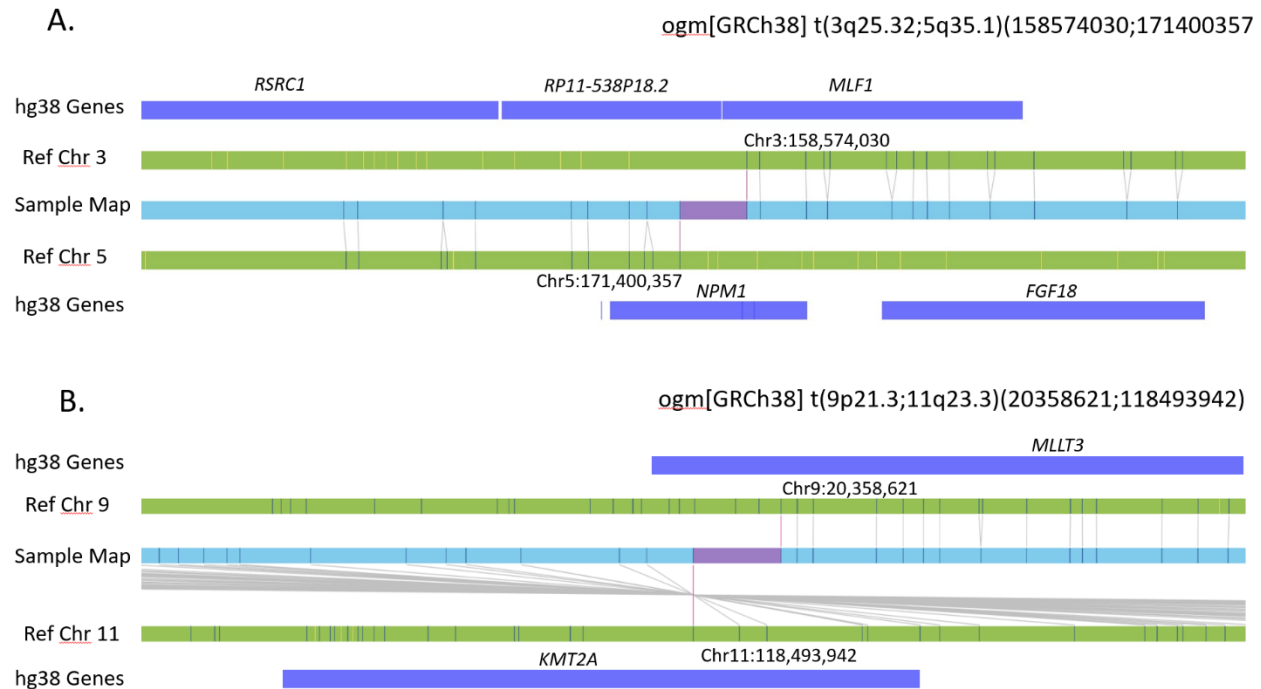 A.
ogm[GRCh38] t(3q25.32;5q35.1)(158574030;171400357
RSRC1 RP11-538P18.2 MLF1
hg38 Genes
Chr3:158,574,030
Ref Chr 3
Sample Map
Ref Chr 5
Chr5:171,400,357
hg38 Genes NPM1 FGF18
B.
ogm[GRCh38] t(9p21.3;11q23.3)(20358621;118493942)
MLLT3
hg38 Genes
Chr9:20,358,621
Ref Chr 9
Sample Map
Ref Chr 11
KMT2A Chr11:118,493,942
hg38 Genes